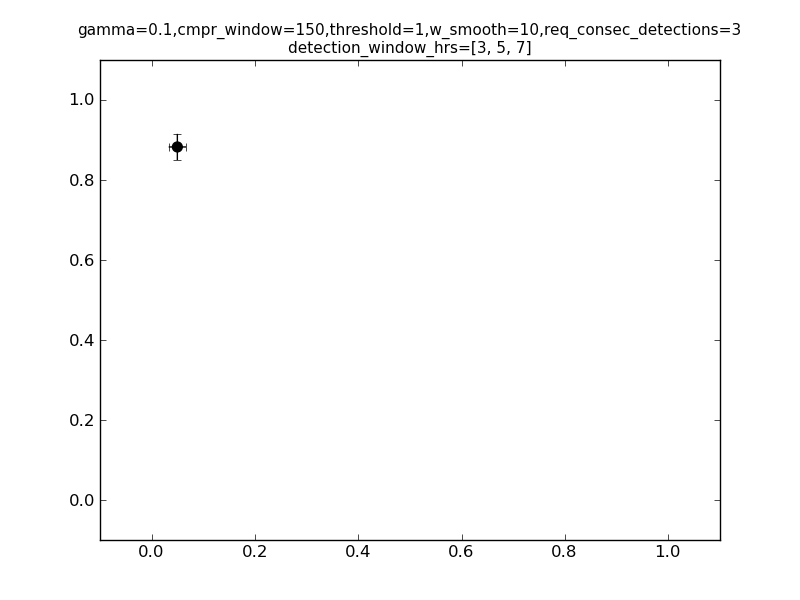 gamma=0.1,cmpr_window=150,threshold=1,w_smooth=10,req_consec_detections=3
detection_window_hrs=[3, 5, 7]
1.0
0.8
0.6
0.4
0.2
0.0
0.0 0.2 0.4 0.6 0.8 1.0